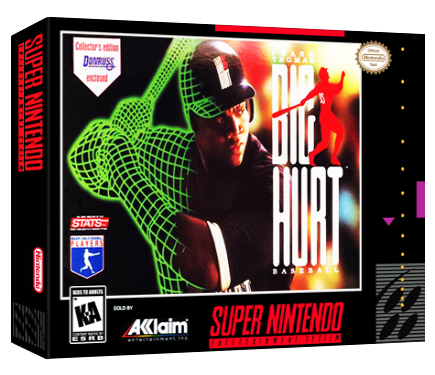 SUPER NINTENDO
Nintendo
Collector's edition
DONRUSS
enclosed
FRANK
THOMAS
BIG
HURT
BASEBALL
Official
Nintendo
Seal
STATS
PLAYERS
KIDS TO ADULTS
K-A
ESRB
SOLD BY
AKklaim
entertainment, inc.
SUPER NINTENDO
ENTERTAINMENT SYSTEM